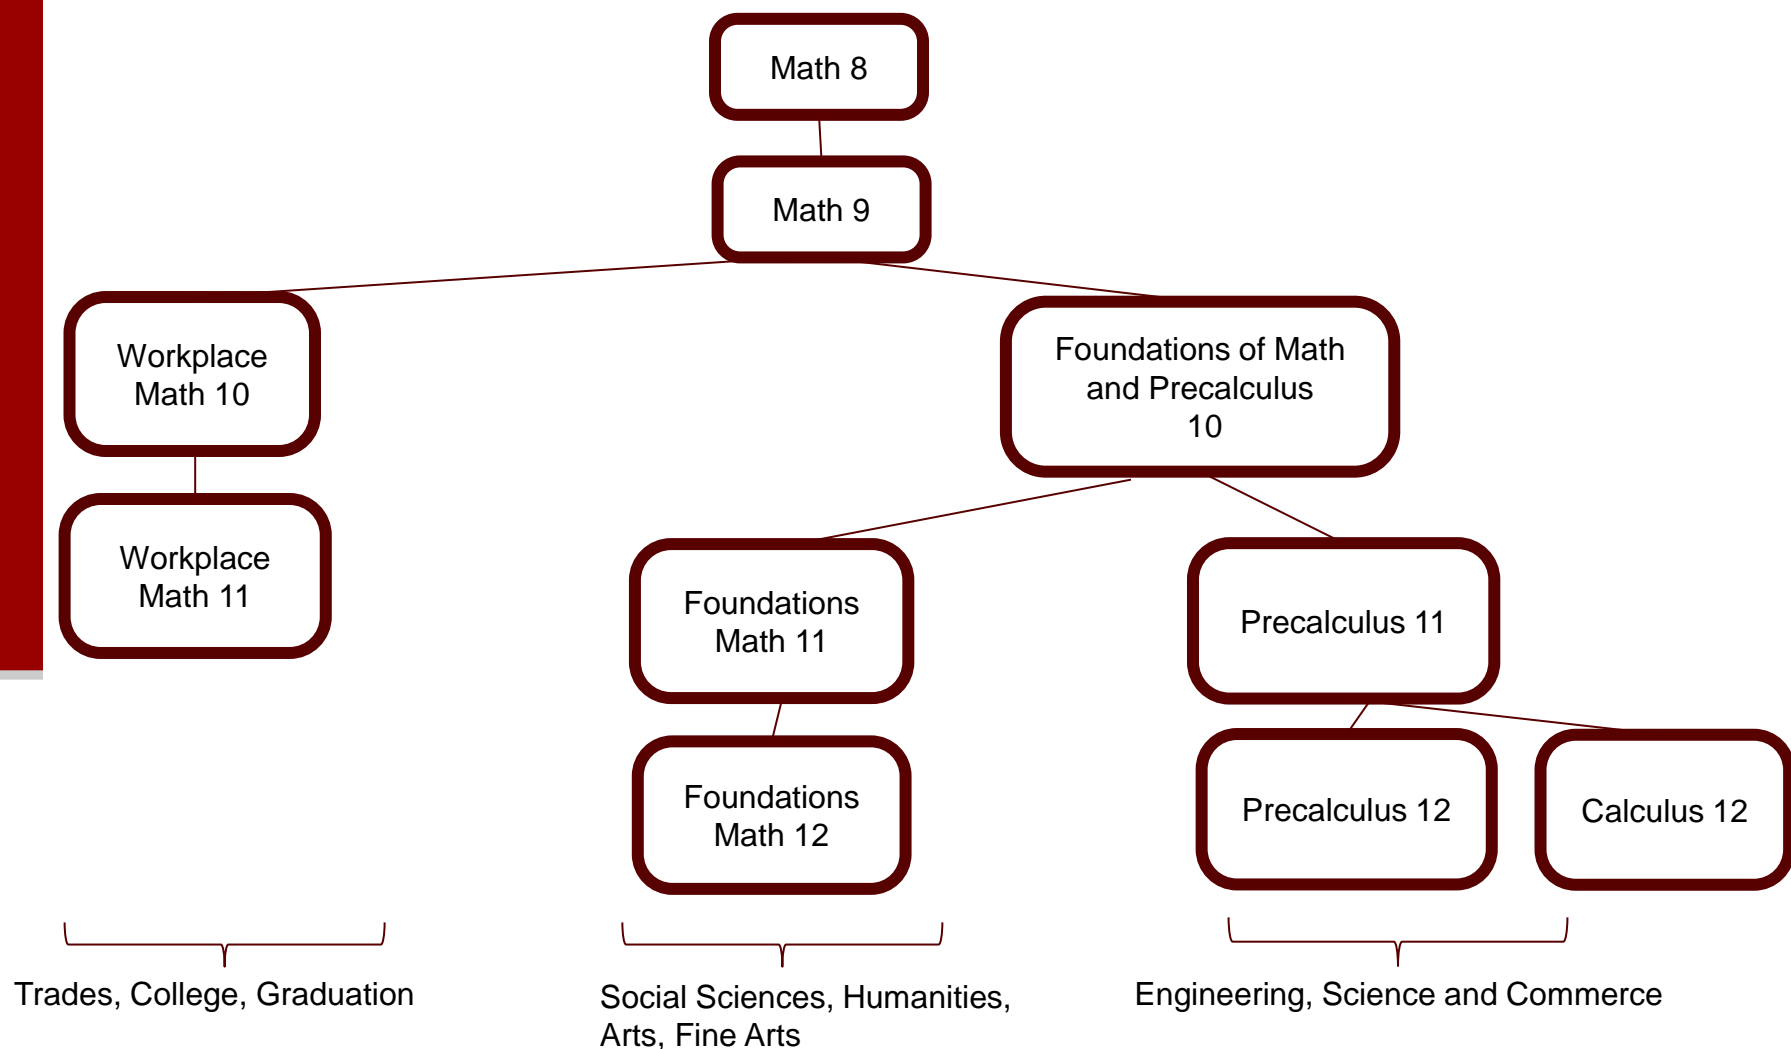 Math 8
Math 9
Workplace
Math 10
Foundations of Math
and Precalculus
10
Workplace
Math 11
Foundations
Math 11
Precalculus 11
Foundations
Math 12
Precalculus 12
Calculus 12
Trades, College, Graduation
Social Sciences, Humanities,
Arts, Fine Arts
Engineering, Science and Commerce